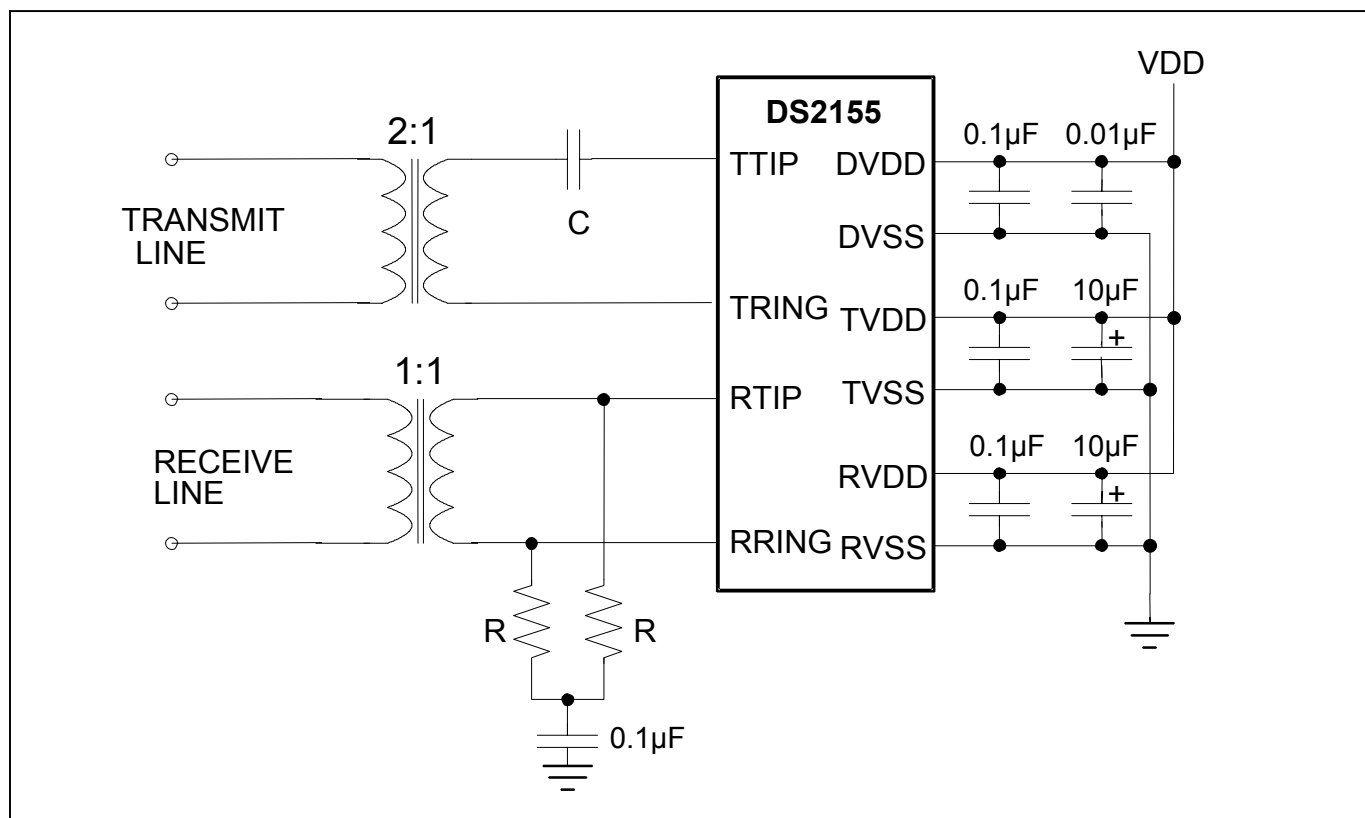 VDD
DS2155
2:1
0.1µF
0.01µF
TTIP
DVDD
TRANSMIT
LINE
C
DVSS
0.1µF
10µF
TRING
TVDD
+
1:1
RTIP
TVSS
0.1µF
10µF
RECEIVE
LINE
RVDD
+
RRING
RVSS
R
R
0.1µF